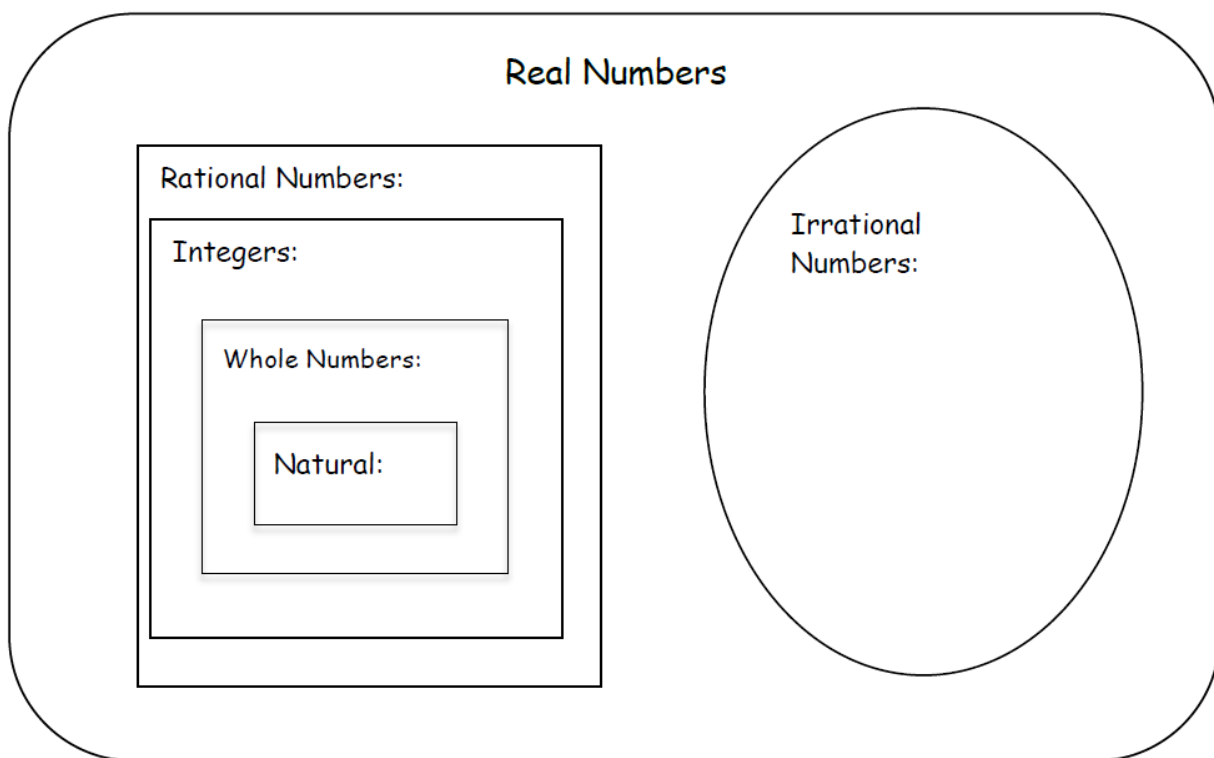 Real Numbers
Rational Numbers:
Integers:
Whole Numbers:
Natural:
Irrational
Numbers: